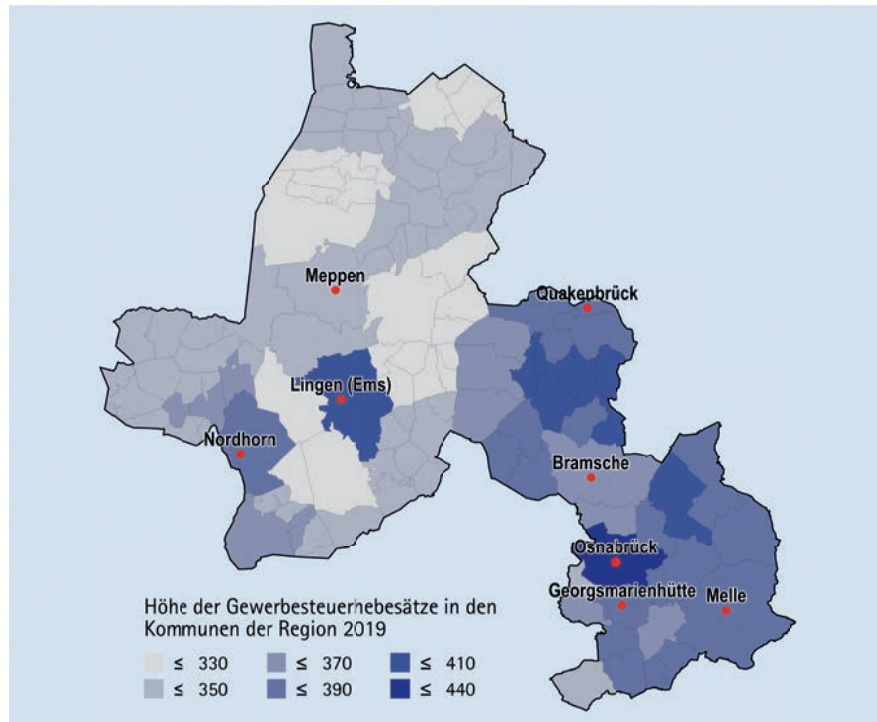 Meppen
Quakenbrück
Lingen (Ems)
Nordhorn
Bramsche
Osnabrück
Georgsmarienhütte
Melle
Höhe der Gewerbesteuerhebesätze in den
Kommunen der Region 2019
≤ 330 ≤ 370 ≤ 410
≤ 350 ≤ 390 ≤ 440